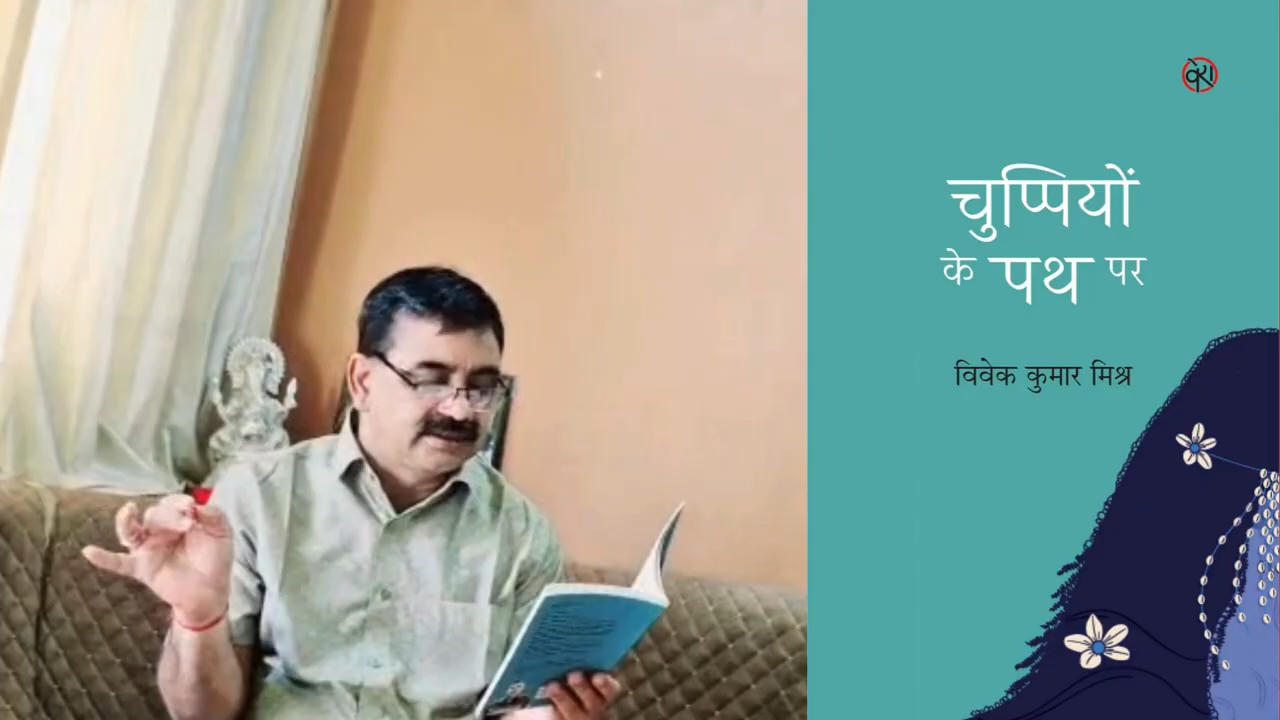 चुप्पियों
के पथ पर
विवेक कुमार मिश्र